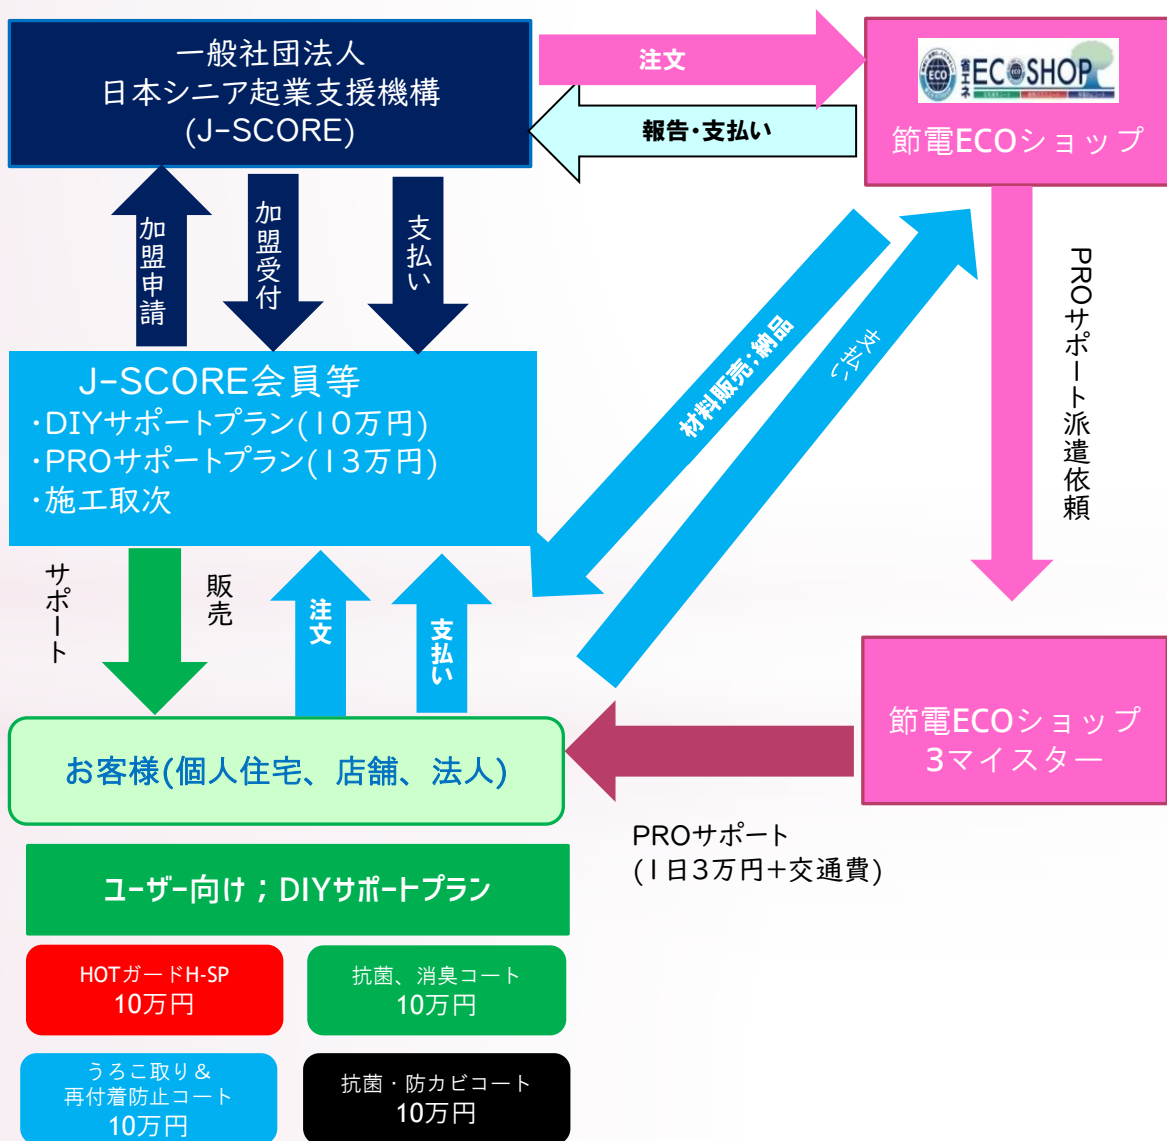 一般社団法人
日本シニア起業支援機構
(J-SCORE)
注文
報告・支払い
ECO
省エネ
ECO SHOP
節電ECOショップ
加盟申請
加盟受付
支払い
J-SCORE会員等
・DIYサポートプラン(10万円)
・PROサポートプラン(13万円)
・施工取次
材料販売;納品
支払い
PROサポート派遣依頼
サポート
販売
注文
支払い
お客様(個人住宅、店舗、法人)
節電ECOショップ
3マイスター
PROサポート
(1日3万円+交通費)
ユーザー向け；DIYサポートプラン
HOTガードH-SP
10万円
抗菌、消臭コート
10万円
うろこ取り＆
再付着防止コート
10万円
抗菌・防カビコート
10万円